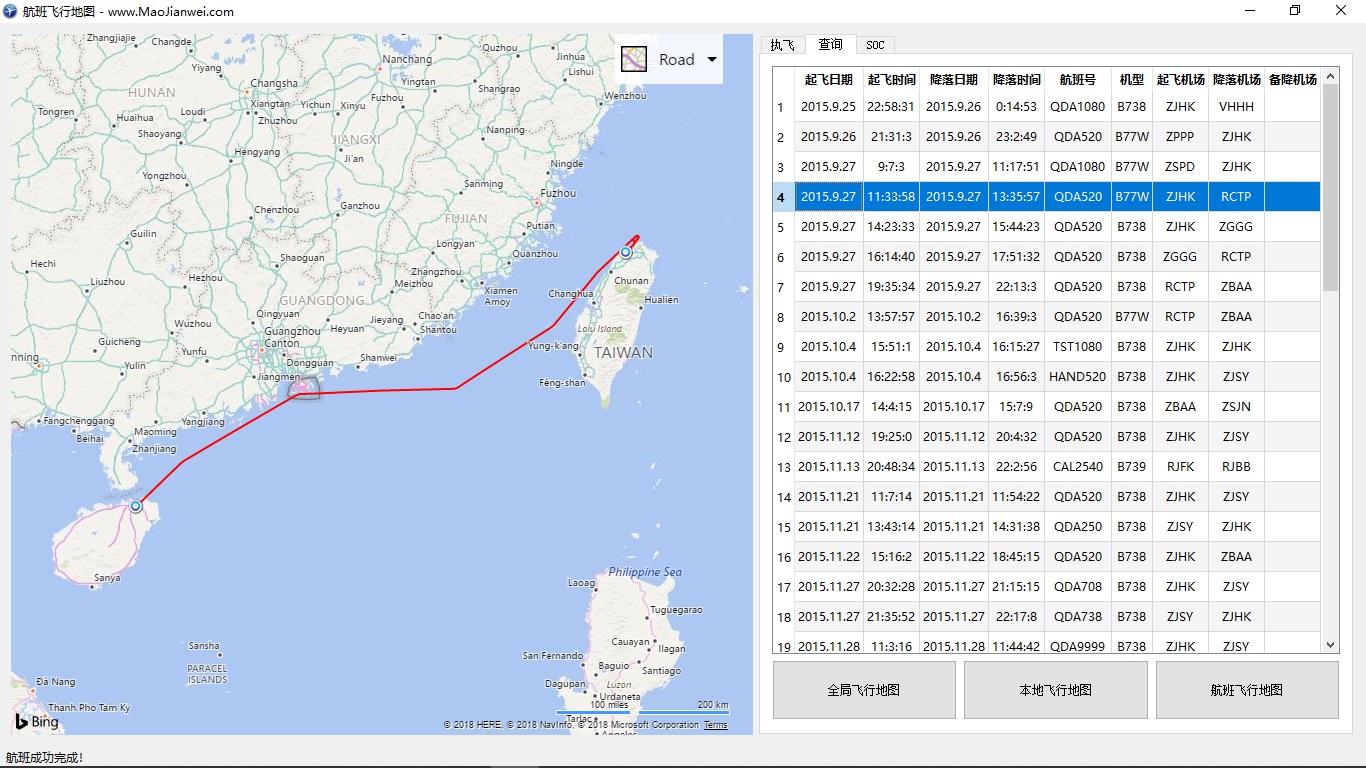 航班飞行地图 - www.MaoJianwei.com
Road
Zhangjiajie
Changde
Yiyang
Changsha
Xiangtan
Zhuzhou
Yichun
Xinyu
Nanchang
Yingtan
Fuzhou
Quzhou
Jinhua
Lishui
Shangrao
Wenzhou
HUNAN
Tongren
Huaihua
Loudi
Shaoyang
Hengyang
JIANGXI
Ji'an
Nanping
Ningde
Yongzhou
Sanming
Fuzhou
Chenzhou
Ganzhou
FUJIAN
Putian
Guilin
Longyan
Quanzhou
Shaoguan
Hechi
Liuzhou
Hezhou
Zhangzhou
Meizhou
Xiamen
Amoy
GUANGDONG
Qingyuan
Wuzhou
Guangzhou
Canton
Heyuan
Jieyang
Chao'an
Shantou
Guicheng
Yunfu
nning
Yulin
Dongguan
Shanwei
Jiangmen
Chunan
Changhua
Hualien
Lalu Island
Yung-k'ang
TAIWAN
Fêng-shan
Fangchenggang
Beihai
Maoming
Yangjiang
Zhanjiang
Sanya
Philippine Sea
Laoag
Tuguegarao
Cauayan
Ilagan
San Fernando
Baguio
Santiago
Luzon
Dagupan
Urdaneta
Tarlac
Angeles
Sansha
PARACEL
ISLANDS
Đà Nang
Thanh Pho Tam Ky
100 miles
200 km
Bing
© 2018 HERE, © 2018 NavInfo, © 2018 Microsoft Corporation Terms
执飞 查询 SOC
起飞日期 起飞时间 降落日期 降落时间 航班号 机型 起飞机场 降落机场 备降机场
1 2015.9.25 22:58:31 2015.9.26 0:14:53 QDA1080 B738 ZJHK VHHH
2 2015.9.26 21:31:3 2015.9.26 23:2:49 QDA520 B77W ZPPP ZJHK
3 2015.9.27 9:7:3 2015.9.27 11:17:51 QDA1080 B77W ZSPD ZJHK
4 2015.9.27 11:33:58 2015.9.27 13:35:57 QDA520 B77W ZJHK RCTP
5 2015.9.27 14:23:33 2015.9.27 15:44:23 QDA520 B738 ZJHK ZGGG
6 2015.9.27 16:14:40 2015.9.27 17:51:32 QDA250 B738 ZGGG RCTP
7 2015.9.27 19:35:34 2015.9.27 22:13:3 QDA520 B738 RCTP ZBAA
8 2015.10.2 13:57:57 2015.10.2 16:39:3 QDA520 B77W RCTP ZBAA
9 2015.10.4 15:51:1 2015.10.4 16:15:27 TST1080 B738 ZJHK ZJHK
10 2015.10.4 16:22:58 2015.10.4 16:56:3 HAND520 B738 ZJHK ZJSY
11 2015.10.17 14:4:15 2015.10.17 15:7:9 QDA520 B738 ZBAA ZSJN
12 2015.11.12 19:25:0 2015.11.12 20:4:32 QDA520 B738 ZJHK ZJSY
13 2015.11.13 20:48:34 2015.11.13 22:2:56 CAL2540 B739 RJFK RJBB
14 2015.11.21 11:7:14 2015.11.21 11:54:22 QDA520 B738 ZJHK ZJSY
15 2015.11.21 13:43:14 2015.11.21 14:31:38 QDA250 B738 ZJSY ZJHK
16 2015.11.22 15:16:2 2015.11.22 18:45:15 QDA520 B738 ZJHK ZBAA
17 2015.11.27 20:32:28 2015.11.27 21:15:15 QDA708 B738 ZJHK ZJSY
18 2015.11.27 21:35:52 2015.11.27 22:17:8 QDA738 B738 ZJSY ZJHK
19 2015.11.28 11:3:16 2015.11.28 11:44:42 QDA9999 B738 ZJHK ZJSY
全局飞行地图 本地飞行地图 航班飞行地图
航班成功完成!